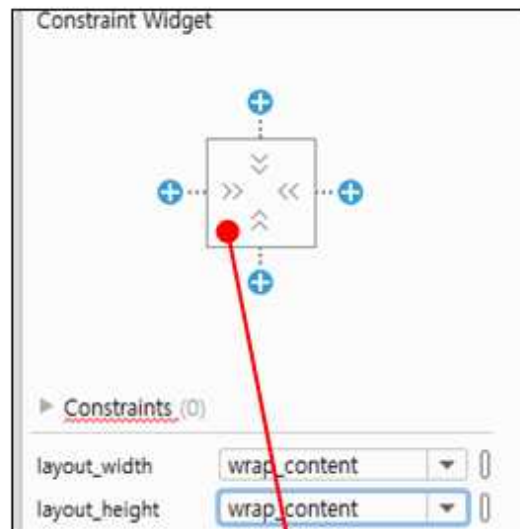 Constraint Widget
Constraints (0)
layout_width wrap_content
layout_height wrap_content